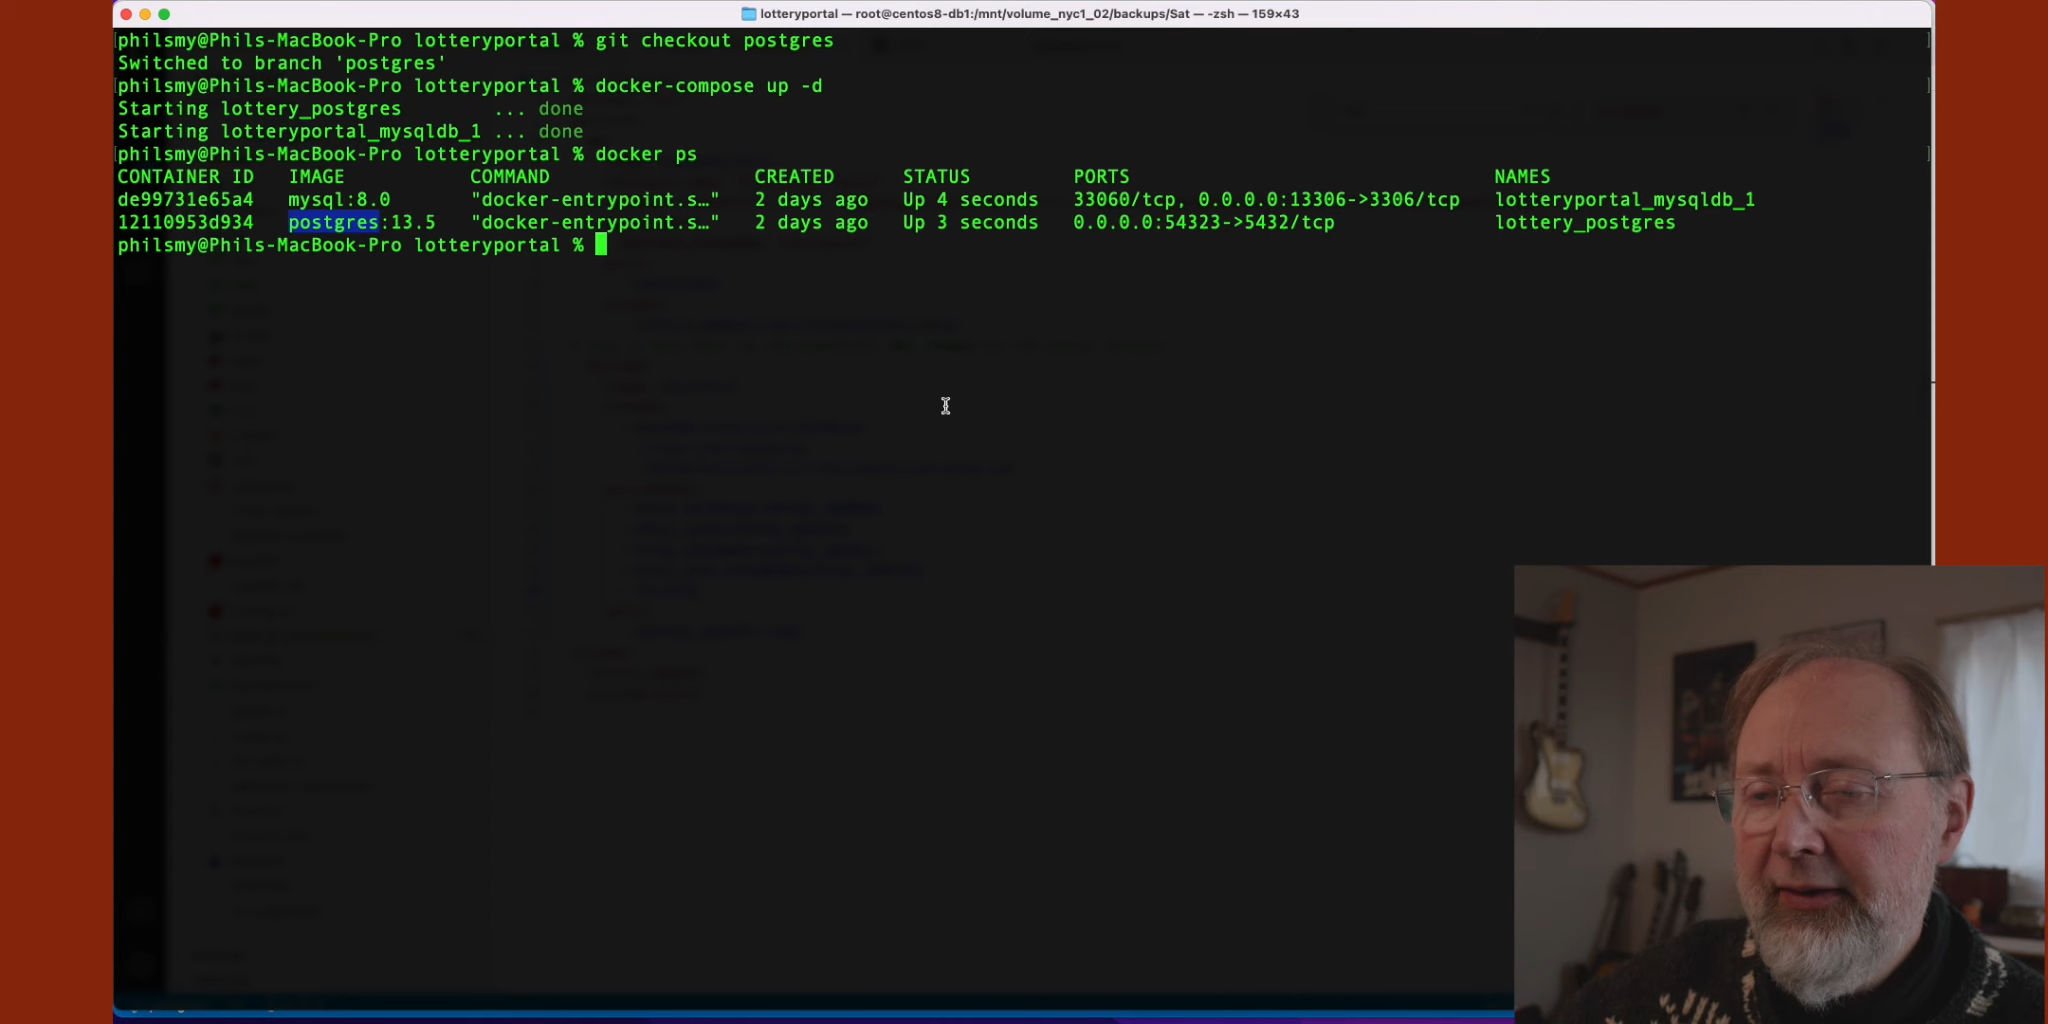 lotteryportal — root@centos8-db1:/mnt/volume_nyc1_02/backups/Sat — -zsh — 159×43
philsmy@Phils-MacBook-Pro lotteryportal % git checkout postgres
Switched to branch 'postgres'
philsmy@Phils-MacBook-Pro lotteryportal % docker-compose up -d
Starting lottery_postgres ... done
Starting lotteryportal_mysqldb_1 ... done
philsmy@Phils-MacBook-Pro lotteryportal % docker ps
CONTAINER ID IMAGE COMMAND CREATED STATUS PORTS NAMES
de99731e65a4 mysql:8.0 "docker-entrypoint.s…" 2 days ago Up 4 seconds 33060/tcp, 0.0.0.0:13306->3306/tcp lotteryportal_mysqldb_1
12110953d934 postgres:13.5 "docker-entrypoint.s…" 2 days ago Up 3 seconds 0.0.0.0:54323->5432/tcp lottery_postgres
philsmy@Phils-MacBook-Pro lotteryportal %